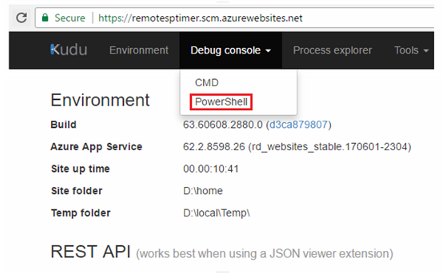 Secure https://remotesptimer.scm.azurewebsites.net
Kudu Environment Debug console Process explorer Tools
CMD
PowerShell
Environment
Build 63.60608.2880.0 (d3ca879807)
Azure App Service 62.2.8598.26 (rd_websites_stable.170601-2304)
Site up time 00.00:10:41
Site folder D:\home
Temp folder D:\local\Temp\
REST API (works best when using a JSON viewer extension)